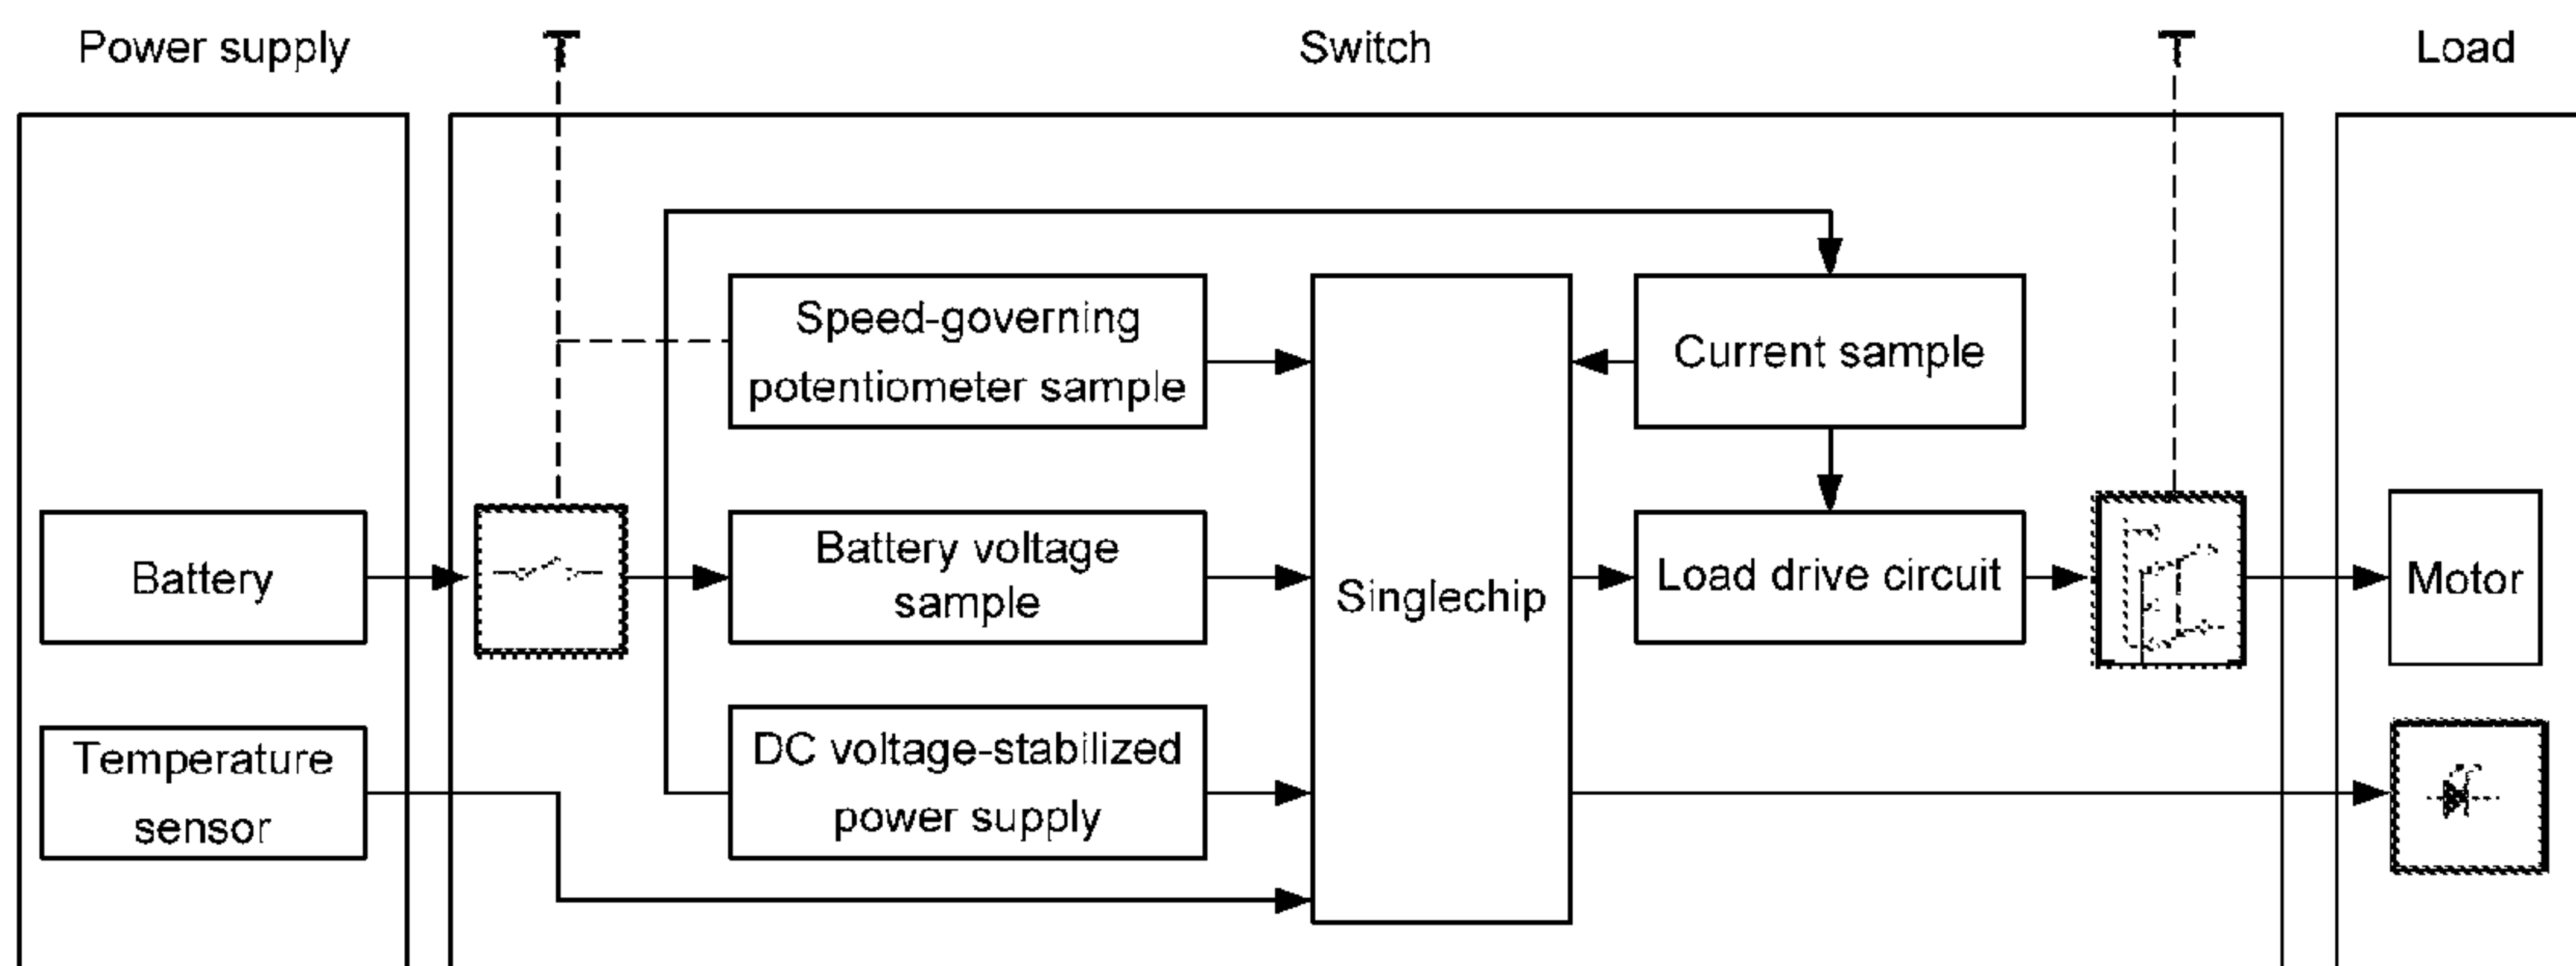 Power supply
Switch
Load
Speed-governing
potentiometer sample
Current sample
Battery
Battery voltage
sample
Singlechip
Load drive circuit
Motor
Temperature
sensor
DC voltage-stabilized
power supply